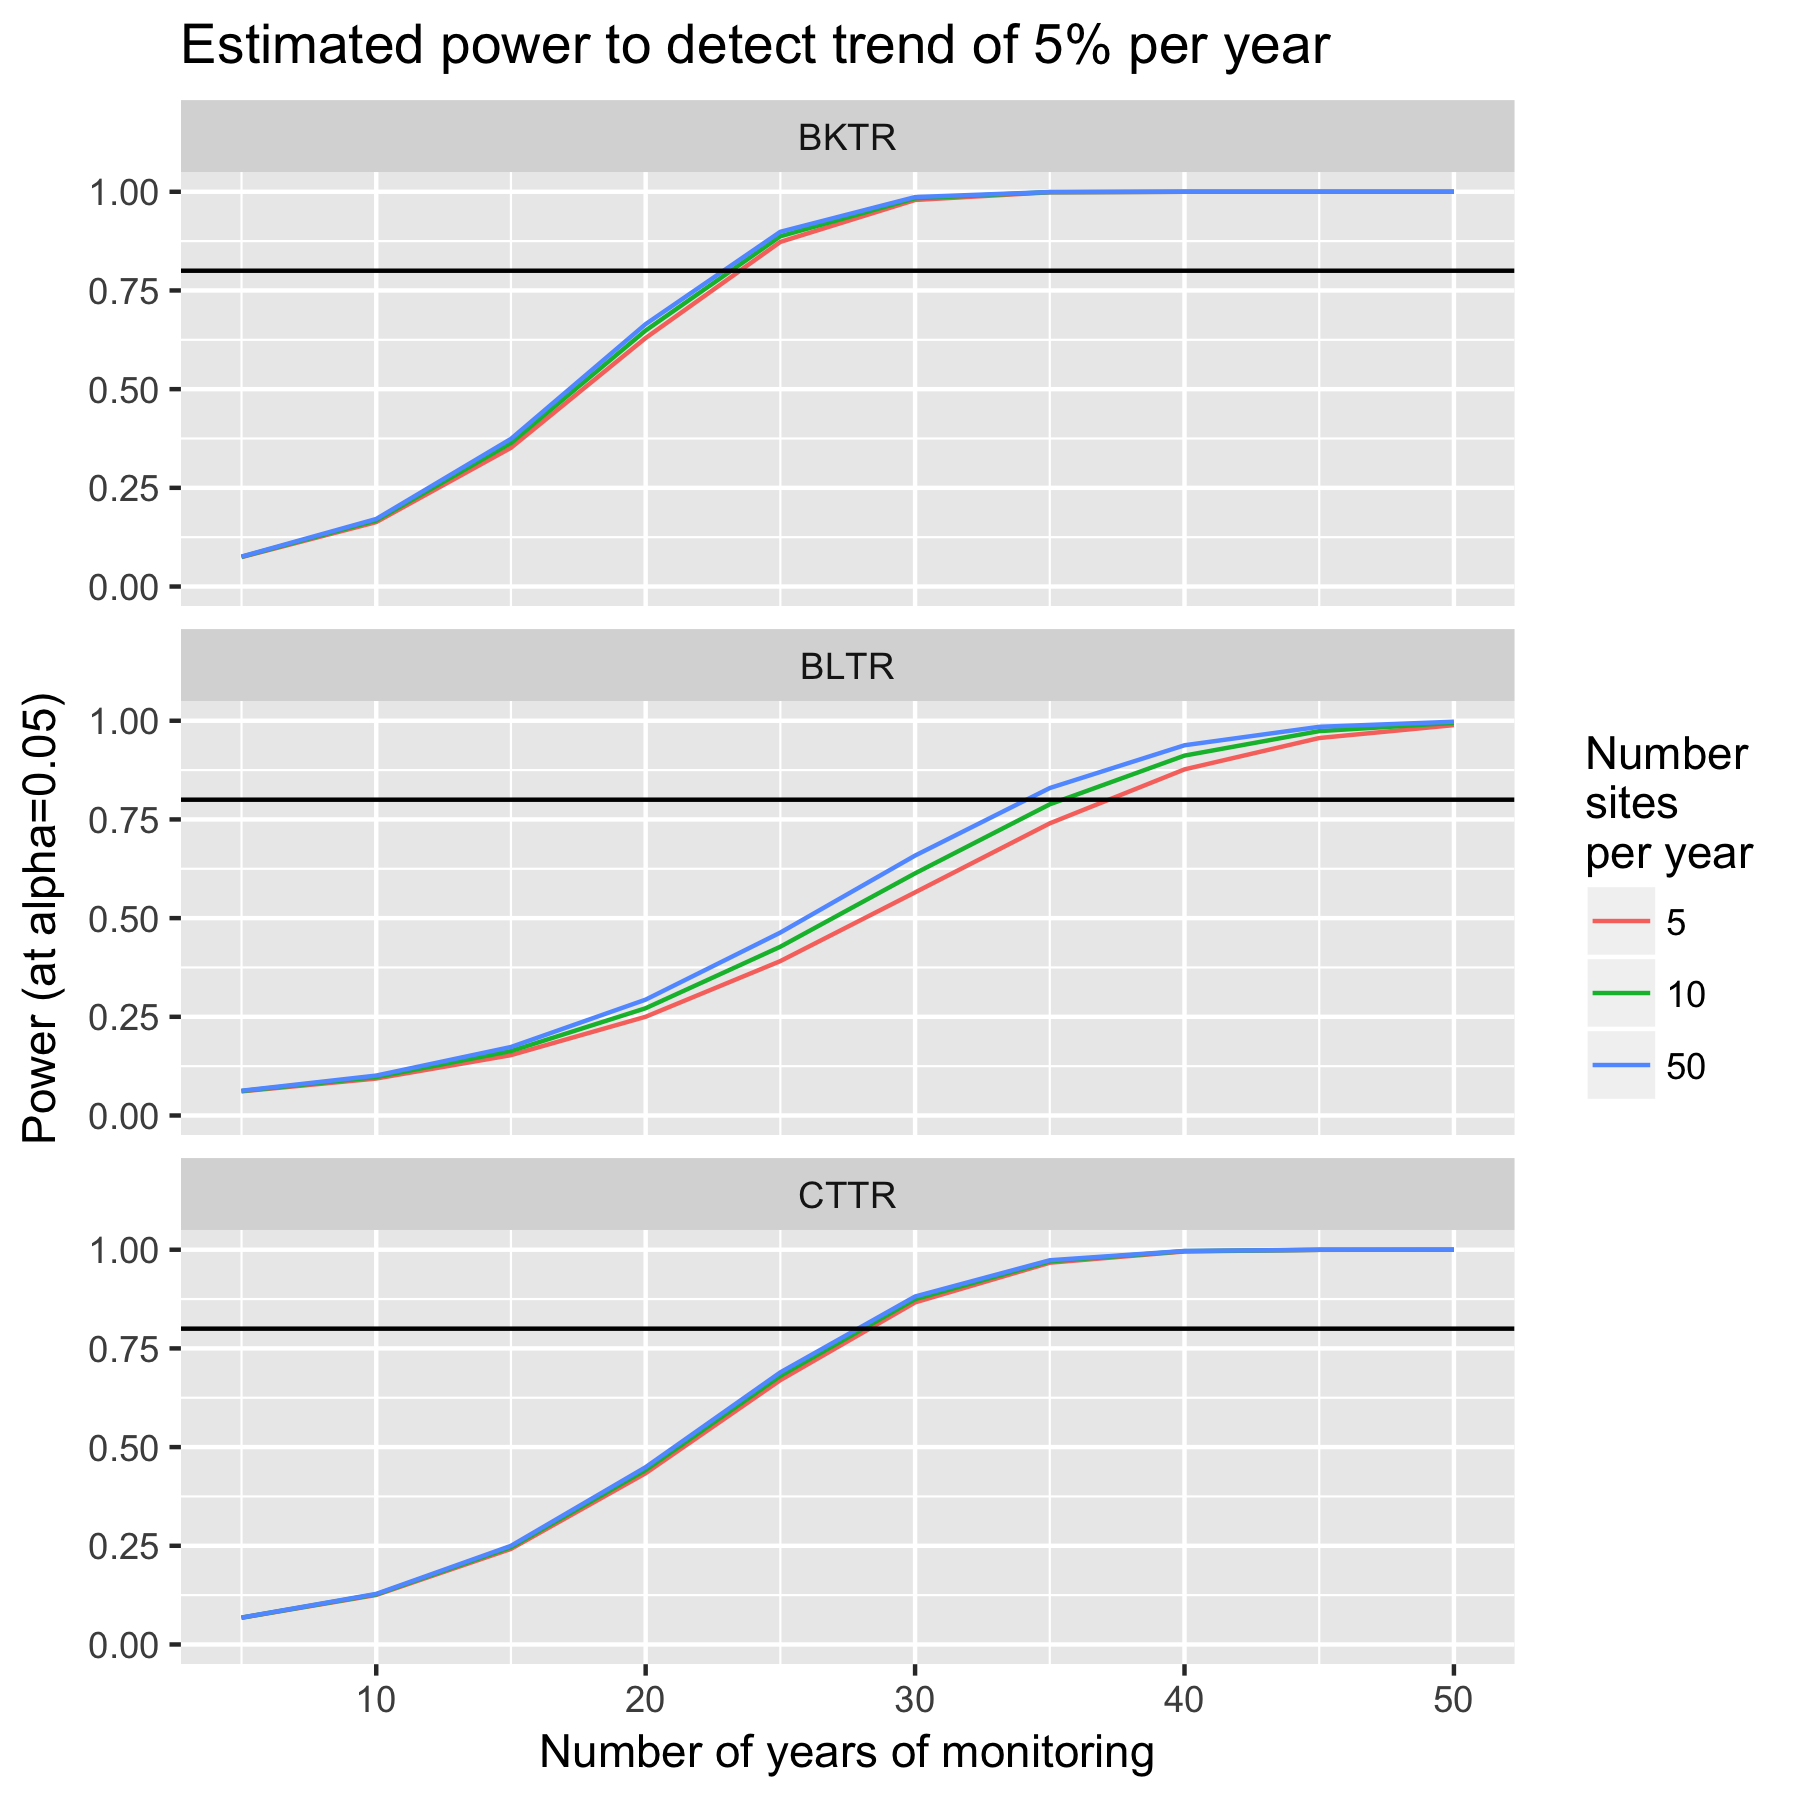 Estimated power to detect trend of 5% per year
BKTR
1.00
0.75
0.50
0.25
0.00
BLTR
1.00
0.75
0.50
0.25
0.00
CTTR
1.00
0.75
0.50
0.25
0.00
10 20 30 40 50
Number of years of monitoring
Power (at alpha=0.05)
Number
sites
per year
5
10
50